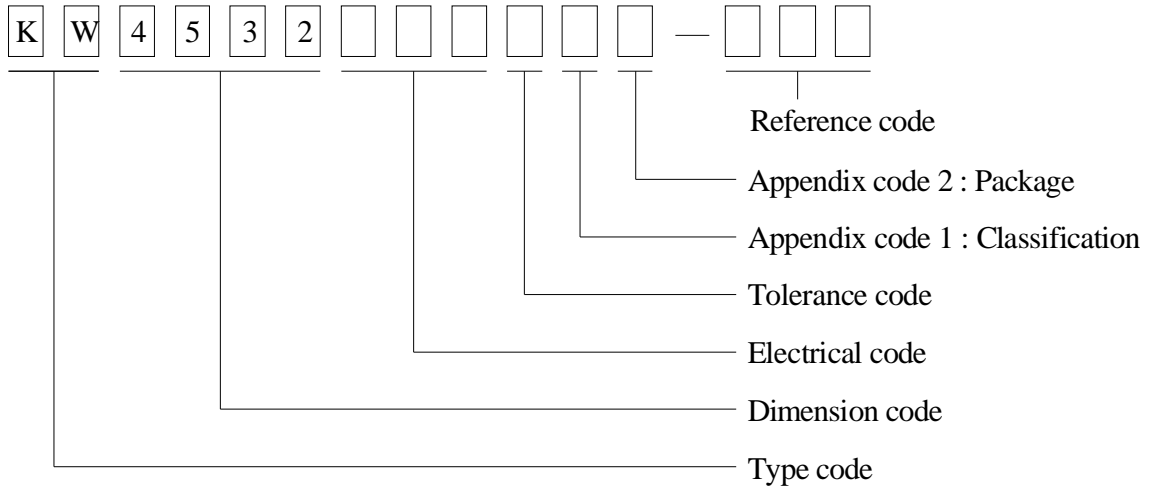 K W 4 5 3 2 —
Reference code
Appendix code 2 : Package
Appendix code 1 : Classification
Tolerance code
Electrical code
Dimension code
Type code